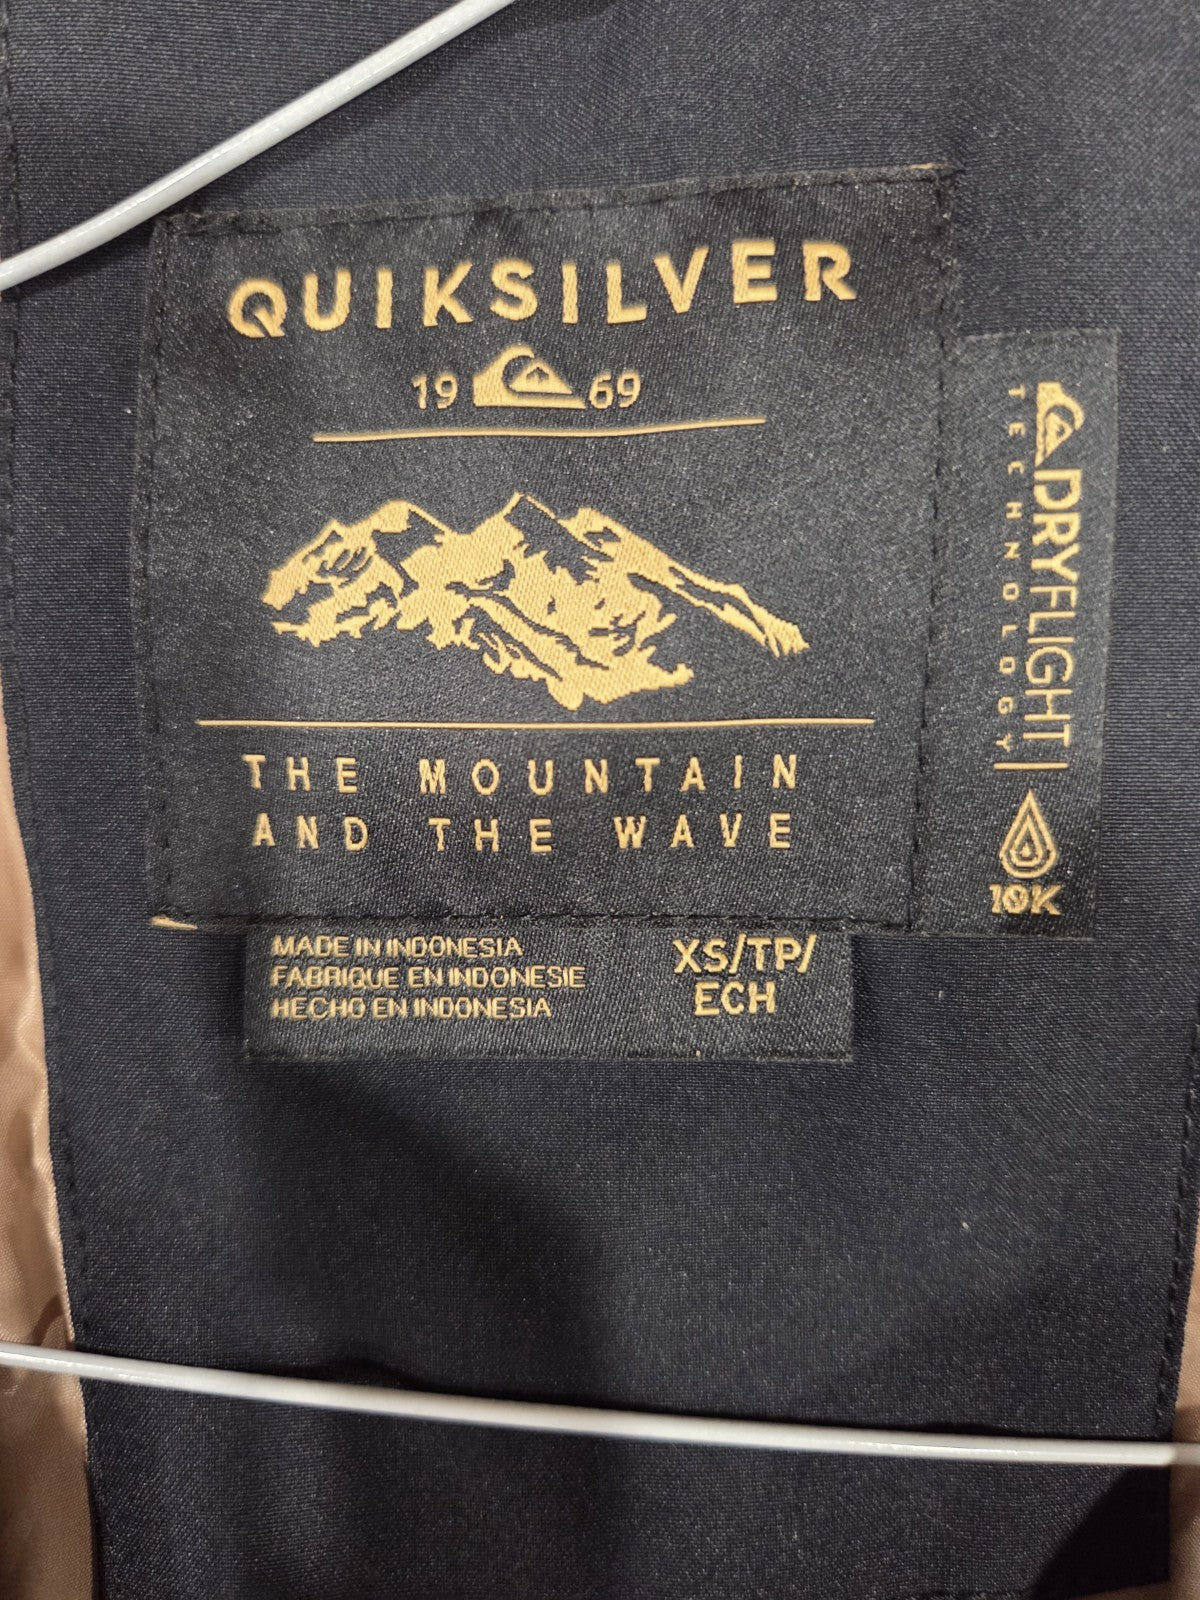 QUIKSILVER
19 69
THE MOUNTAIN
AND THE WAVE
DRYFLIGHT
TECHNOLOGY
10K
MADE IN INDONESIA
FABRIQUE EN INDONESIE
HECHO EN INDONESIA
XS/TP/
ECH